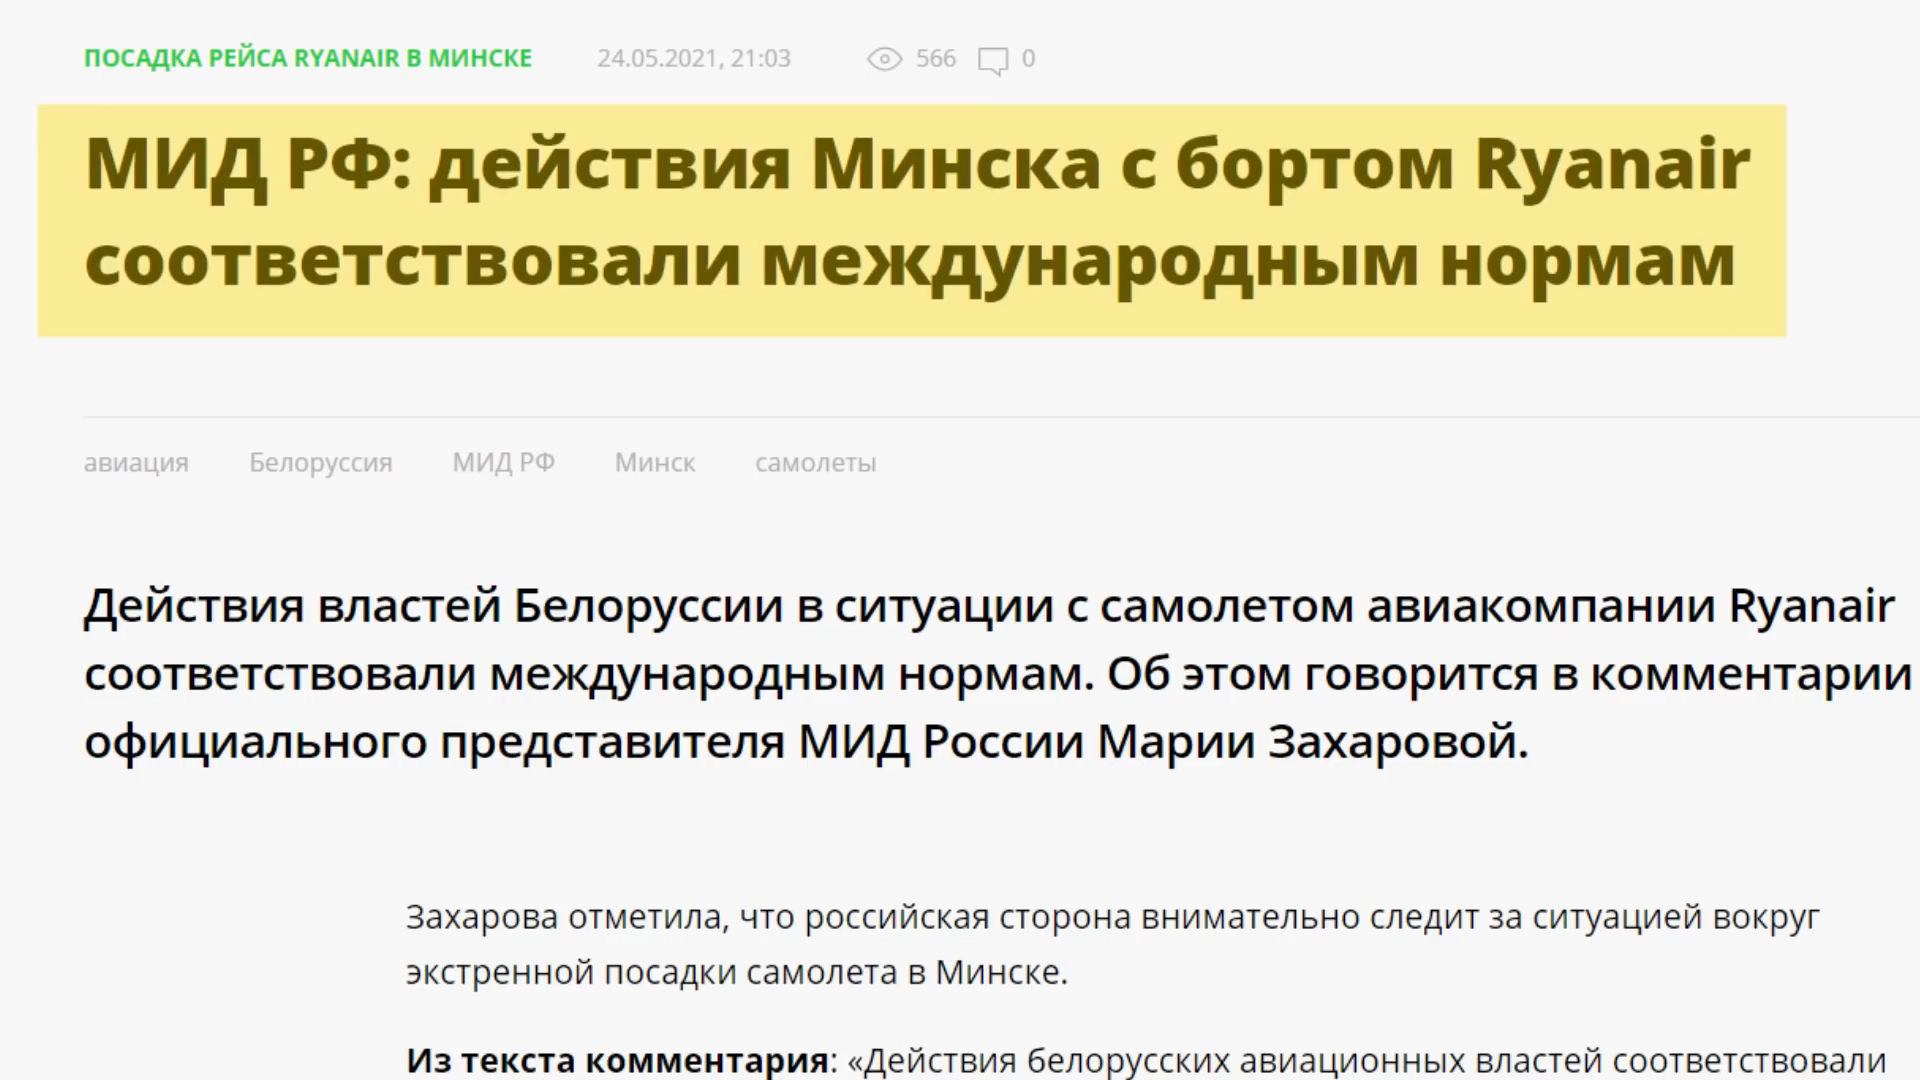 ПОСАДКА РЕЙСА RYANAIR В МИНСКЕ 24.05.2021, 21:03 566 0
МИД РФ: действия Минска с бортом Ryanair
соответствовали международным нормам
авиация Белоруссия МИД РФ Минск самолеты
Действия властей Белоруссии в ситуации с самолетом авиакомпании Ryanair
соответствовали международным нормам. Об этом говорится в комментарии
официального представителя МИД России Марии Захаровой.
Захарова отметила, что российская сторона внимательно следит за ситуацией вокруг
экстренной посадки самолета в Минске.
Из текста комментария: «Действия белорусских авиационных властей соответствовали